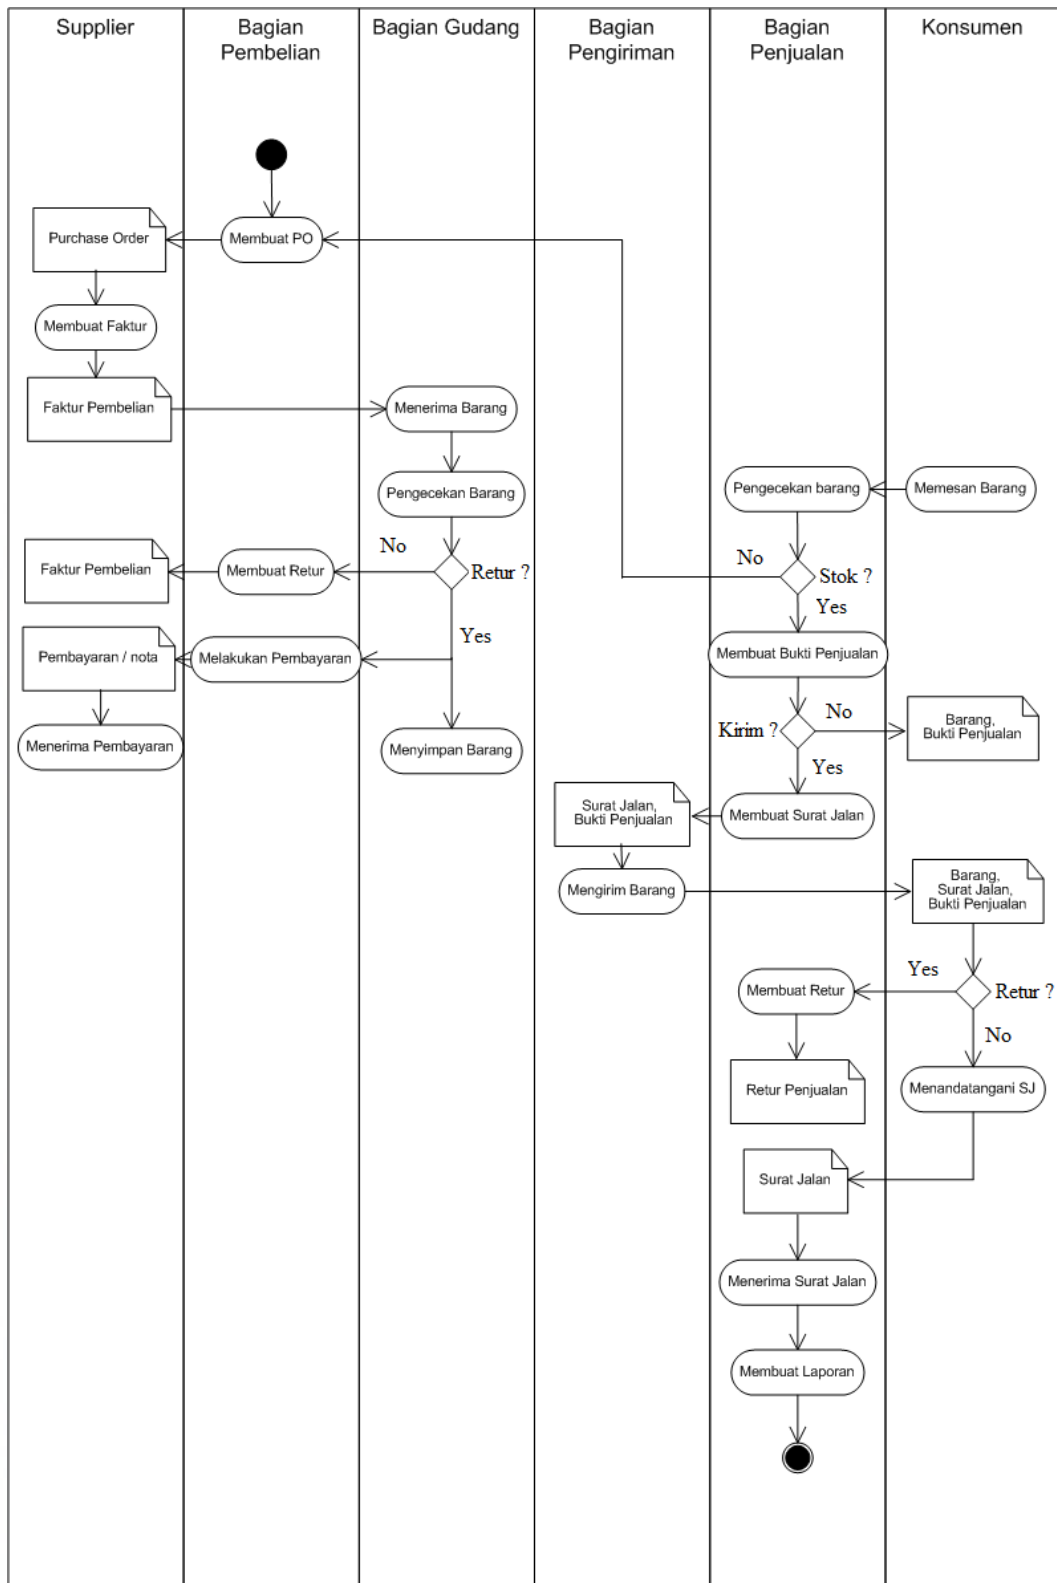 Supplier
Bagian
Pembelian
Bagian Gudang
Bagian
Pengiriman
Bagian
Penjualan
Konsumen
Purchase Order
Membuat PO
Membuat Faktur
Faktur Pembelian
Menerima Barang
Pengecekan Barang
Pengecekan barang
Memesan Barang
No
Faktur Pembelian
Membuat Retur
Retur ?
No
Stok ?
Yes
Yes
Pembayaran / nota
Melakukan Pembayaran
Membuat Bukti Penjualan
Menerima Pembayaran
Menyimpan Barang
Kirim ?
No
Barang,
Bukti Penjualan
Yes
Surat Jalan,
Bukti Penjualan
Membuat Surat Jalan
Mengirim Barang
Barang,
Surat Jalan,
Bukti Penjualan
Yes
Membuat Retur
Retur ?
No
Retur Penjualan
Menandatangani SJ
Surat Jalan
Menerima Surat Jalan
Membuat Laporan